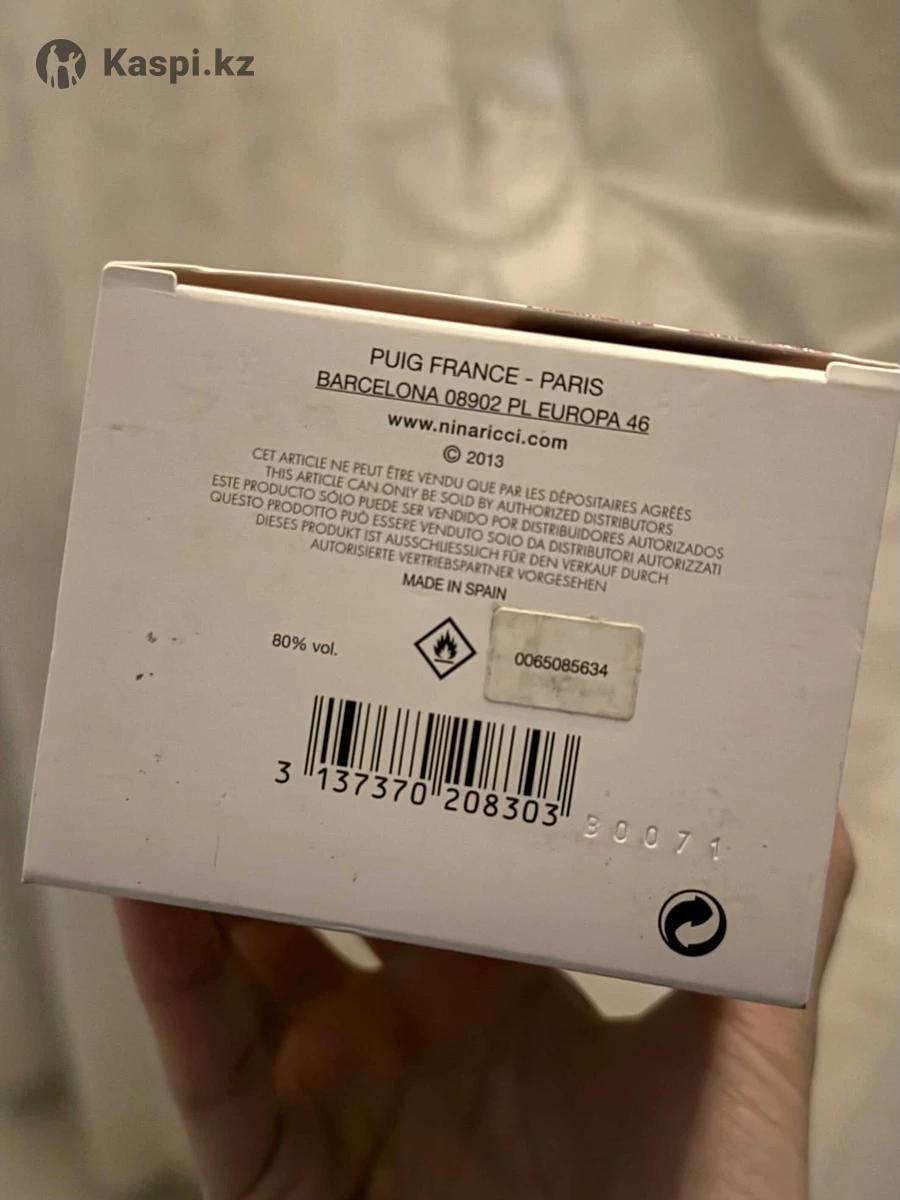 Kaspi.kz
PUIG FRANCE - PARIS
BARCELONA 08902 PL EUROPA 46
www.ninaricci.com
© 2013
CET ARTICLE NE PEUT ÊTRE VENDU QUE PAR LES DÉPOSITAIRES AGRÉÉS
THIS ARTICLE CAN ONLY BE SOLD BY AUTHORIZED DISTRIBUTORS
ESTE PRODUCTO SÓLO PUEDE SER VENDIDO POR DISTRIBUIDORES AUTORIZADOS
QUESTO PRODOTTO PUÒ ESSERE VENDUTO SOLO DA DISTRIBUTORI AUTORIZZATI
DIESES PRODUKT IST AUSSCHLIESSLICH FÜR DEN VERKAUF DURCH
AUTORISIERTE VERTRIEBSPARTNER VORGESEHEN
MADE IN SPAIN
80% vol.
0065085634
3 137370 208303
30071